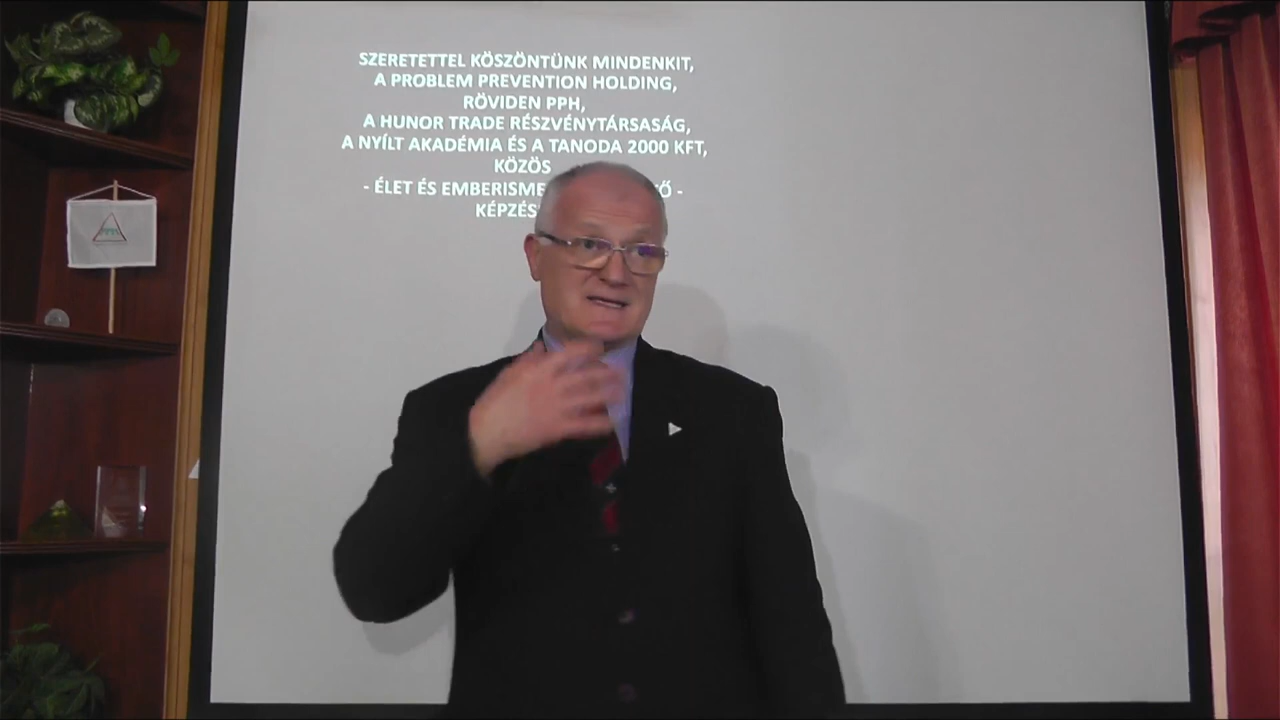 SZERETETTEL KÖSZÖNTÜNK MINDENKIT,
A PROBLEM PREVENTION HOLDING,
RÖVIDEN PPH,
A HUNOR TRADE RÉSZVÉNYTÁRSASÁG,
A NYÍLT AKADÉMIA ÉS A TANODA 2000 KFT,
KÖZÖS
- ÉLET ÉS